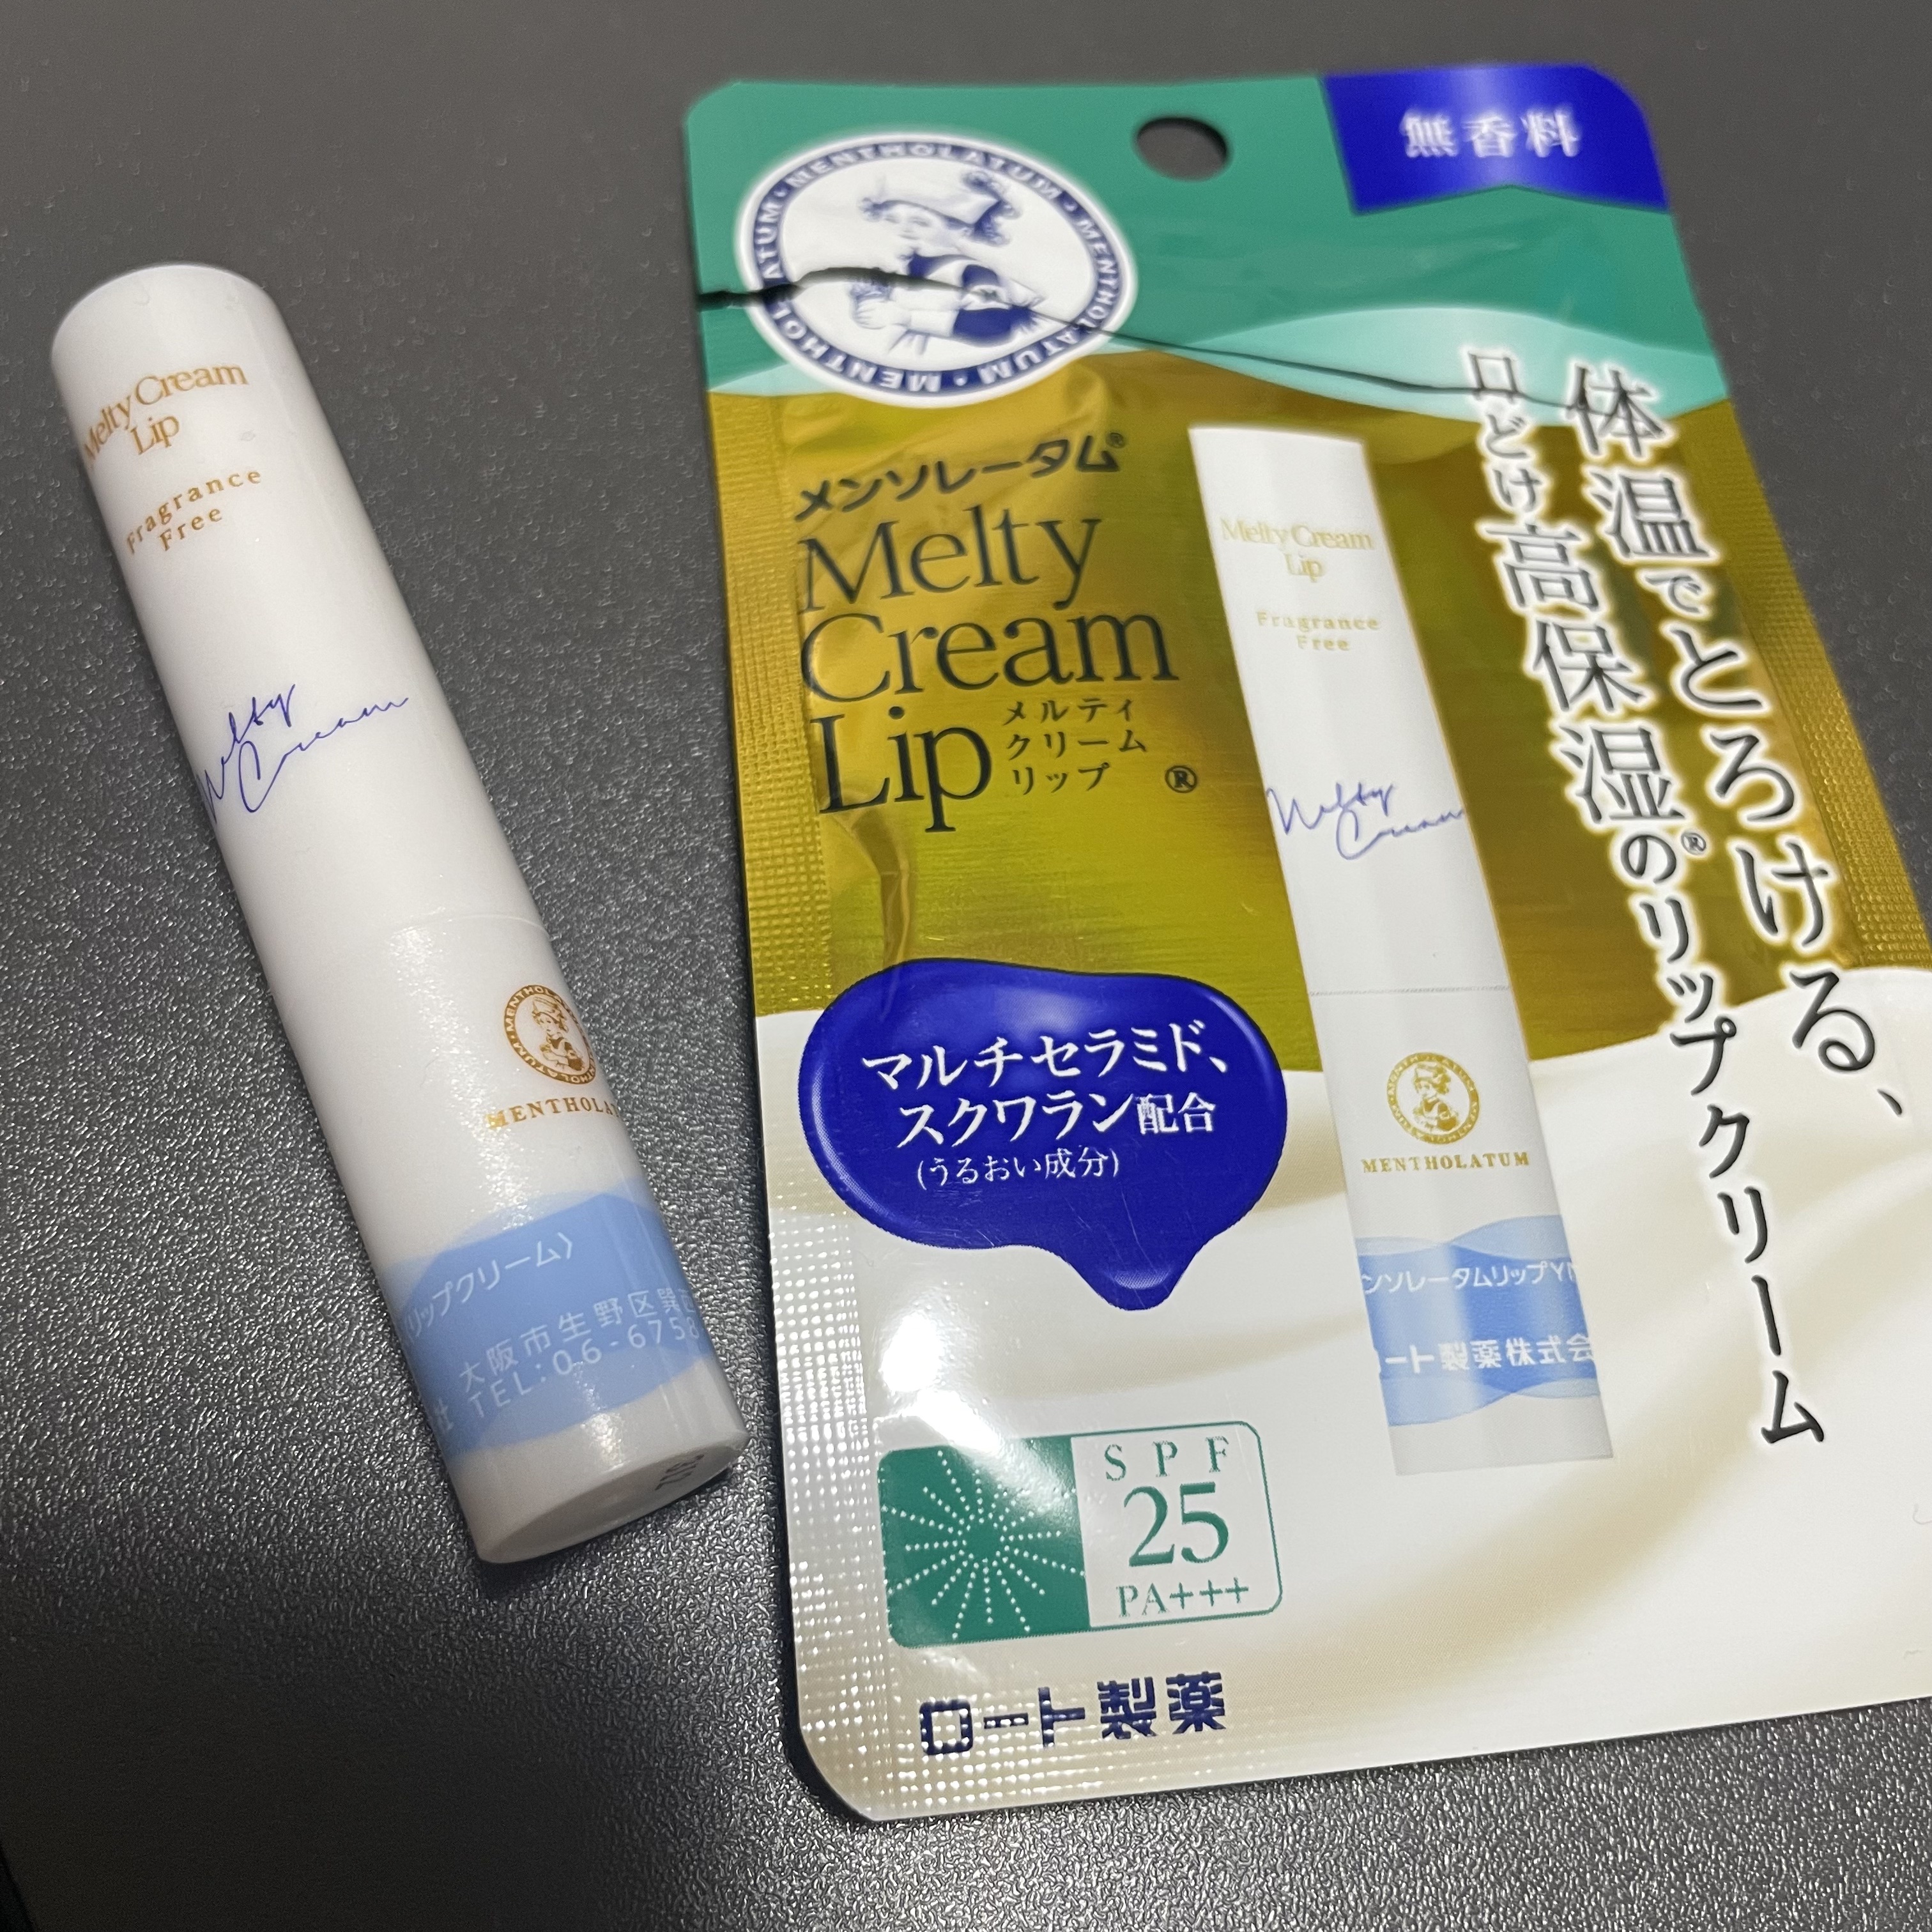 Melty Cream
Lip
Fragrance
Free
Melty
Cream
MENTHOLA
リップクリーム〉
大阪市生野区巽西
TEL:06-6758
無香料
MENTHOLATUM・MENTHOLATUM・MENTHOLATUM
メンソレータム®
Melty
Cream
Lip
メルティ
クリーム
リップ
®
体温でとろける、
口どけ高保湿®のリップクリーム
Melty Cream
Lip
Fragrance
Free
Melty
Cream
MENTHOLATUM
ンソレータムリップYN
ロート製薬株式会
マルチセラミド、
スクワラン配合
(うるおい成分)
SPF
25
PA+++
ロート製薬